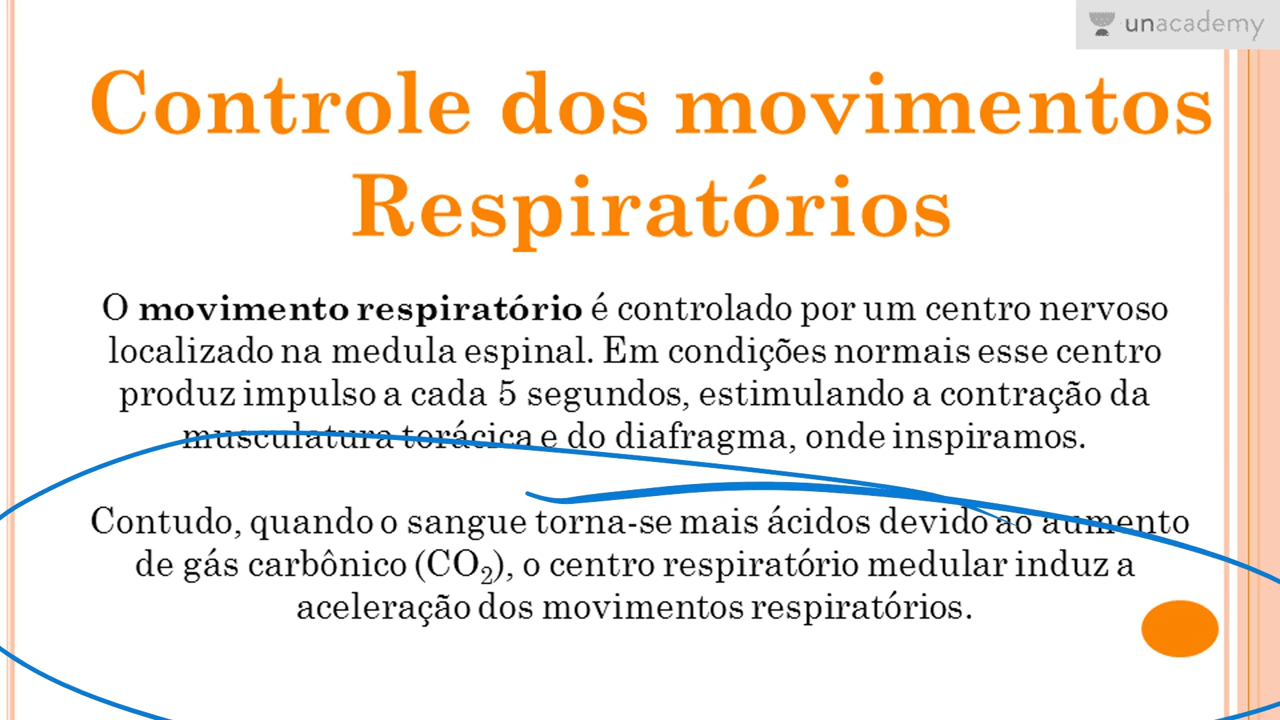 unacademy
Controle dos movimentos
Respiratórios
O movimento respiratório é controlado por um centro nervoso
localizado na medula espinal. Em condições normais esse centro
produz impulso a cada 5 segundos, estimulando a contração da
musculatura torácica e do diafragma, onde inspiramos.
Contudo, quando o sangue torna-se mais ácidos devido ao aumento
de gás carbônico (CO₂), o centro respiratório medular induz a
aceleração dos movimentos respiratórios.